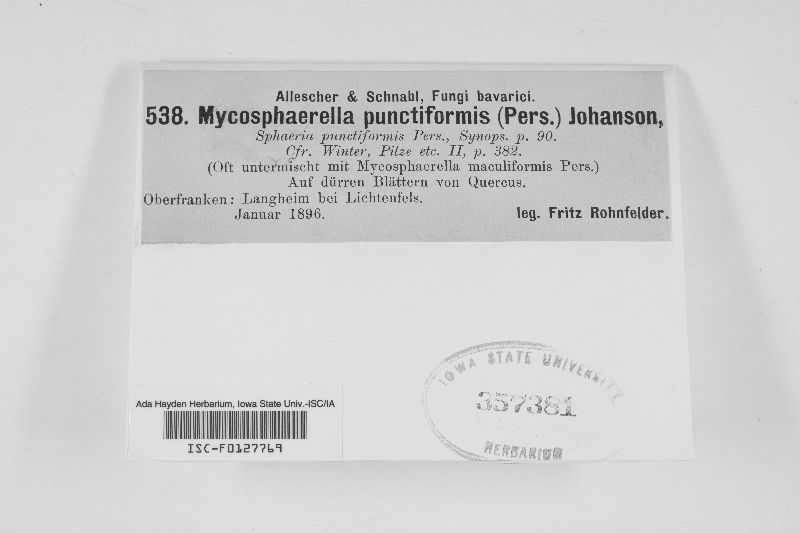 Allescher & Schnabl, Fungi bavarici.
538. Mycosphaerella punctiformis (Pers.) Johanson,
Sphaeria punctiformis Pers., Synops. p. 90.
Cfr. Winter, Pilze etc. II, p. 382.
(Oft untermischt mit Mycosphaerella maculiformis Pers.)
Auf dürren Blättern von Quercus.
Oberfranken: Langheim bei Lichtenfels.
Januar 1896. leg. Fritz Rohnfelder.
IOWA STATE UNIVERSITY
357381
HERBARIUM
Ada Hayden Herbarium, Iowa State Univ.-ISC/IA
ISC-F0127769